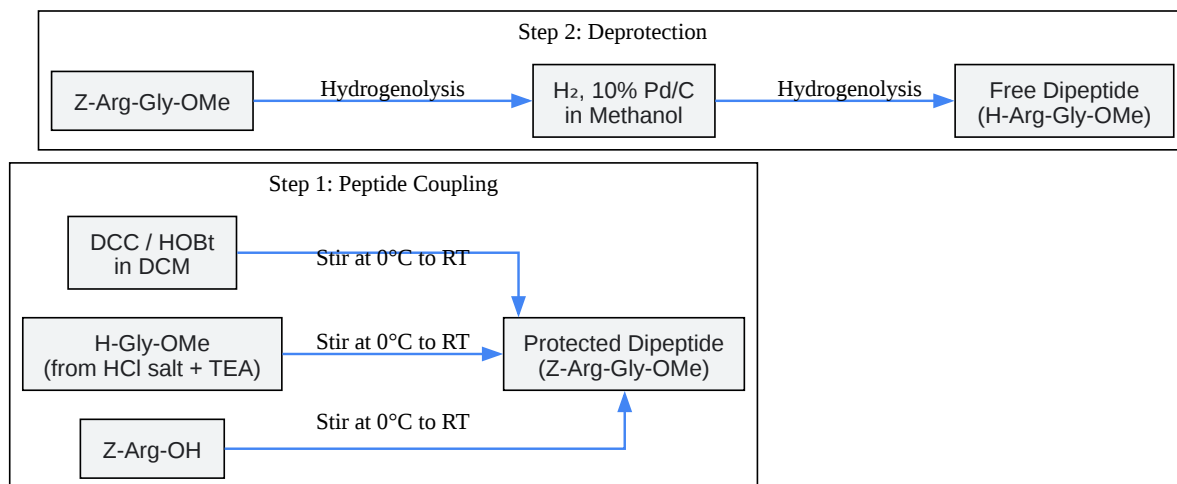 Step 2: Deprotection
Z-Arg-Gly-OMe
Hydrogenolysis
H₂, 10% Pd/C
in Methanol
Hydrogenolysis
Free Dipeptide
(H-Arg-Gly-OMe)
Step 1: Peptide Coupling
DCC / HOBt
in DCM
Stir at 0°C to RT
H-Gly-OMe
(from HCl salt + TEA)
Stir at 0°C to RT
Protected Dipeptide
(Z-Arg-Gly-OMe)
Z-Arg-OH
Stir at 0°C to RT